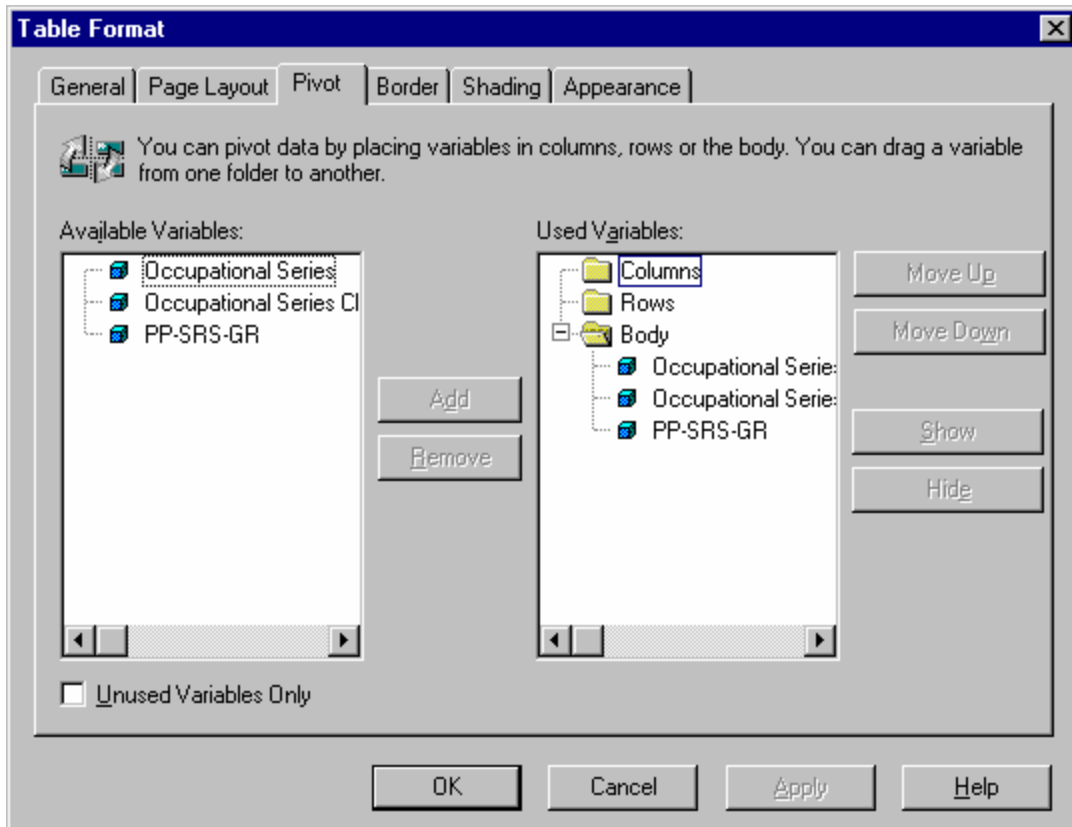 Table Format
General
Page Layout
Pivot
Border
Shading
Appearance
You can pivot data by placing variables in columns, rows or the body. You can drag a variable
from one folder to another.
Available Variables:
Occupational Series
Occupational Series Cl
PP-SRS-GR
Add
Remove
Used Variables:
Columns
Rows
Body
Occupational Serie
Occupational Serie
PP-SRS-GR
Move Up
Move Down
Show
Hide
Unused Variables Only
OK
Cancel
Apply
Help